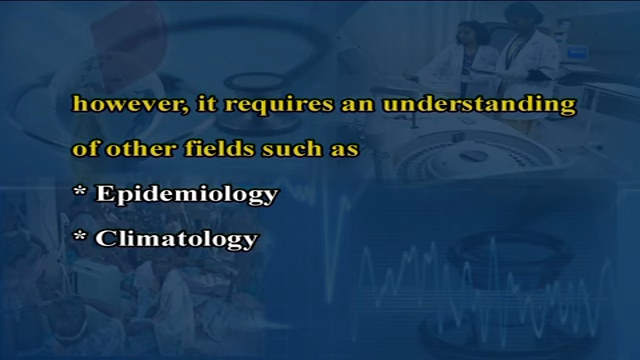 however, it requires an understanding
of other fields such as
* Epidemiology
* Climatology